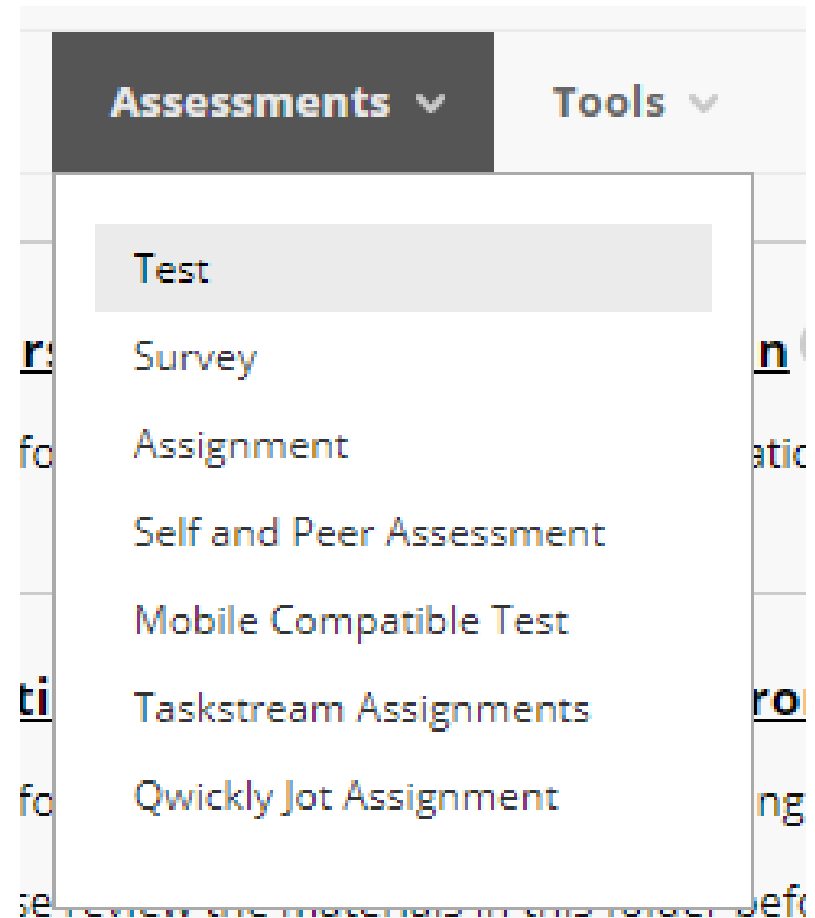 Assessments Tools
Test
Survey
Assignment
Self and Peer Assessment
Mobile Compatible Test
Taskstream Assignments
Qwickly Jot Assignment